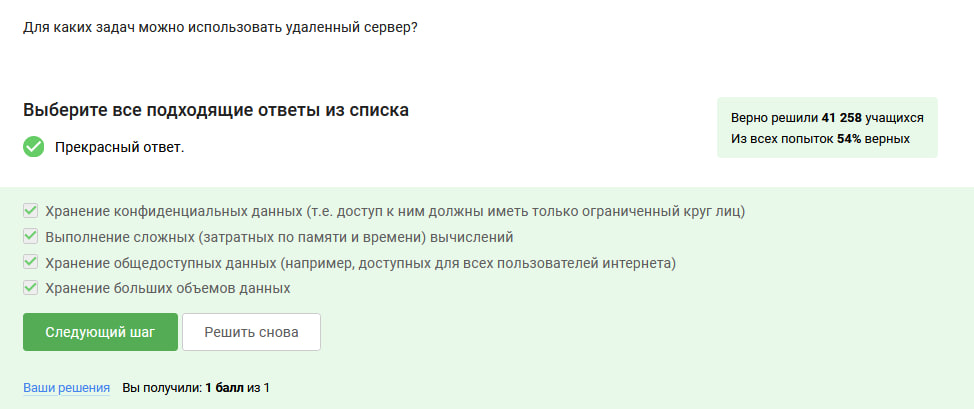 Для каких задач можно использовать удаленный сервер?
Выберите все подходящие ответы из списка
Прекрасный ответ.
Верно решили 41 258 учащихся
Из всех попыток 54% верных
Хранение конфиденциальных данных (т.е. доступ к ним должны иметь только ограниченный круг лиц)
Выполнение сложных (затратных по памяти и времени) вычислений
Хранение общедоступных данных (например, доступных для всех пользователей интернета)
Хранение больших объемов данных
Следующий шаг
Решить снова
Ваши решения Вы получили: 1 балл из 1